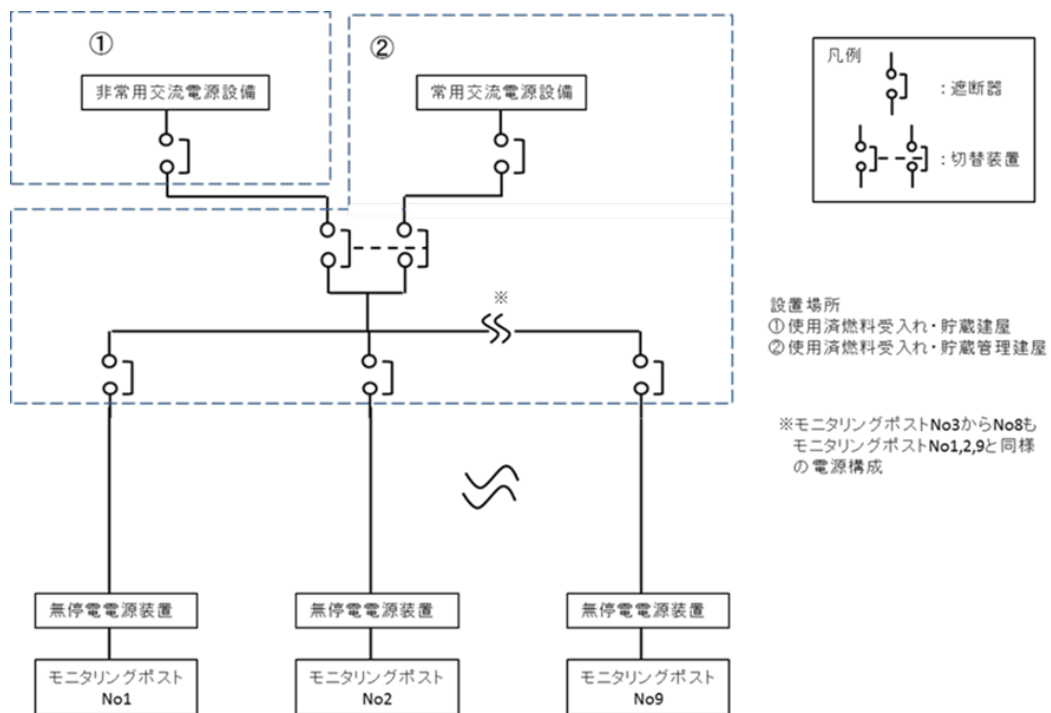 ①
非常用交流電源設備
②
常用交流電源設備
凡例
：遮断器
：切替装置
※
設置場所
①使用済燃料受入れ・貯蔵建屋
②使用済燃料受入れ・貯蔵管理建屋
※モニタリングポストNo3からNo8も
モニタリングポストNo1,2,9と同様
の電源構成
無停電電源装置
無停電電源装置
無停電電源装置
モニタリングポスト
No1
モニタリングポスト
No2
モニタリングポスト
No9